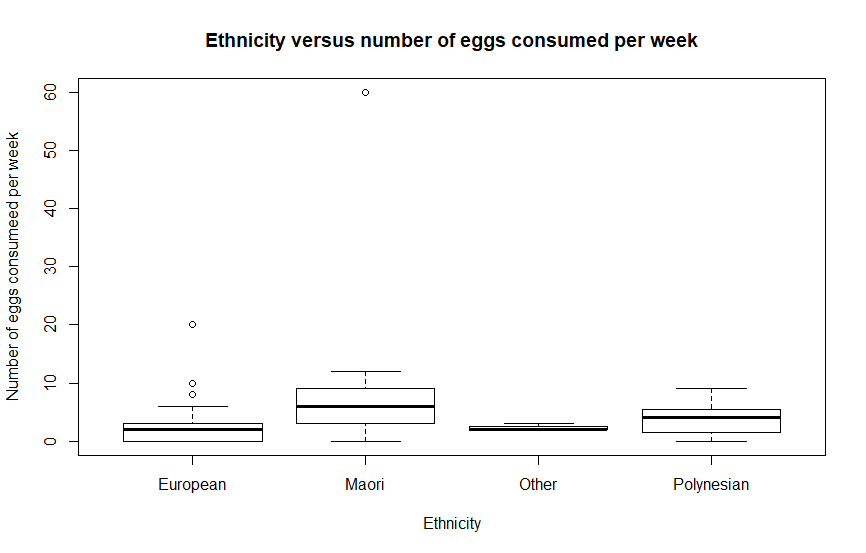 Ethnicity versus number of eggs consumed per week
Number of eggs consumeed per week
60
50
40
30
20
10
0
European Maori Other Polynesian
Ethnicity